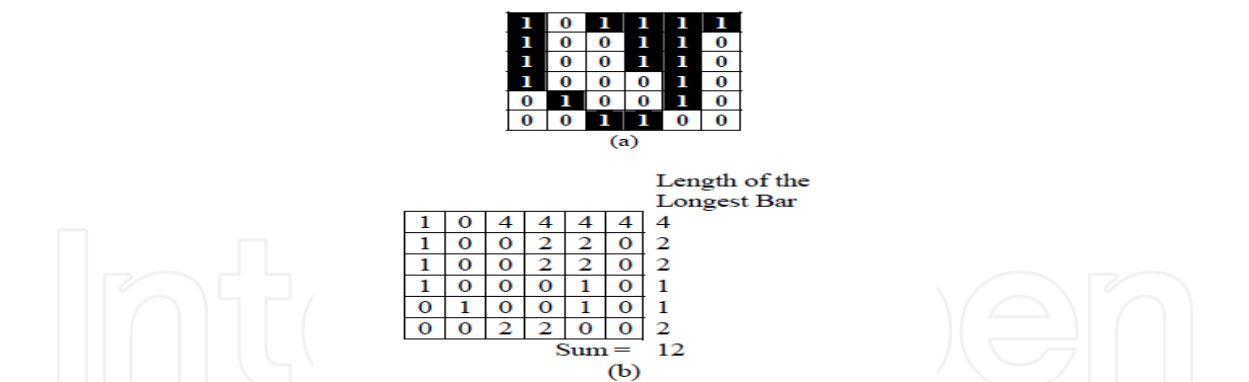 1 0 1 1 1 1
1 0 0 1 1 0
1 0 0 1 1 0
1 0 0 0 1 0
0 1 0 0 1 0
0 0 1 1 0 0
(a)
Length of the
Longest Bar
1 0 4 4 4 4 4
1 0 0 2 2 0 2
1 0 0 2 2 0 2
1 0 0 0 1 0 1
0 1 0 0 1 0 1
0 0 2 2 0 0 2
Sum = 12
(b)